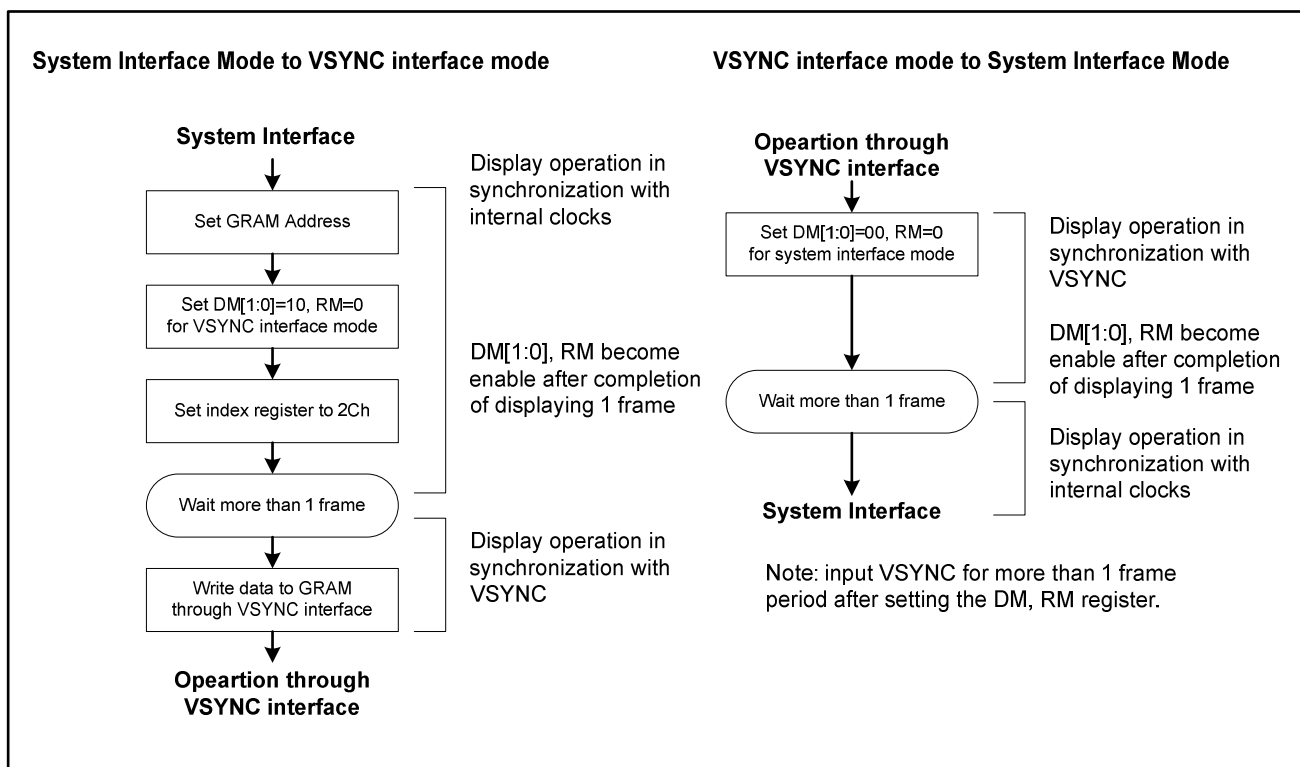 System Interface Mode to VSYNC interface mode
System Interface
Set GRAM Address
Set DM[1:0]=10, RM=0
for VSYNC interface mode
Set index register to 2Ch
Wait more than 1 frame
Write data to GRAM
through VSYNC interface
Opeartion through
VSYNC interface
Display operation in
synchronization with
internal clocks
DM[1:0], RM become
enable after completion
of displaying 1 frame
Display operation in
synchronization with
VSYNC
VSYNC interface mode to System Interface Mode
Opeartion through
VSYNC interface
Set DM[1:0]=00, RM=0
for system interface mode
Wait more than 1 frame
System Interface
Display operation in
synchronization with
VSYNC
DM[1:0], RM become
enable after completion
of displaying 1 frame
Display operation in
synchronization with
internal clocks
Note: input VSYNC for more than 1 frame
period after setting the DM, RM register.